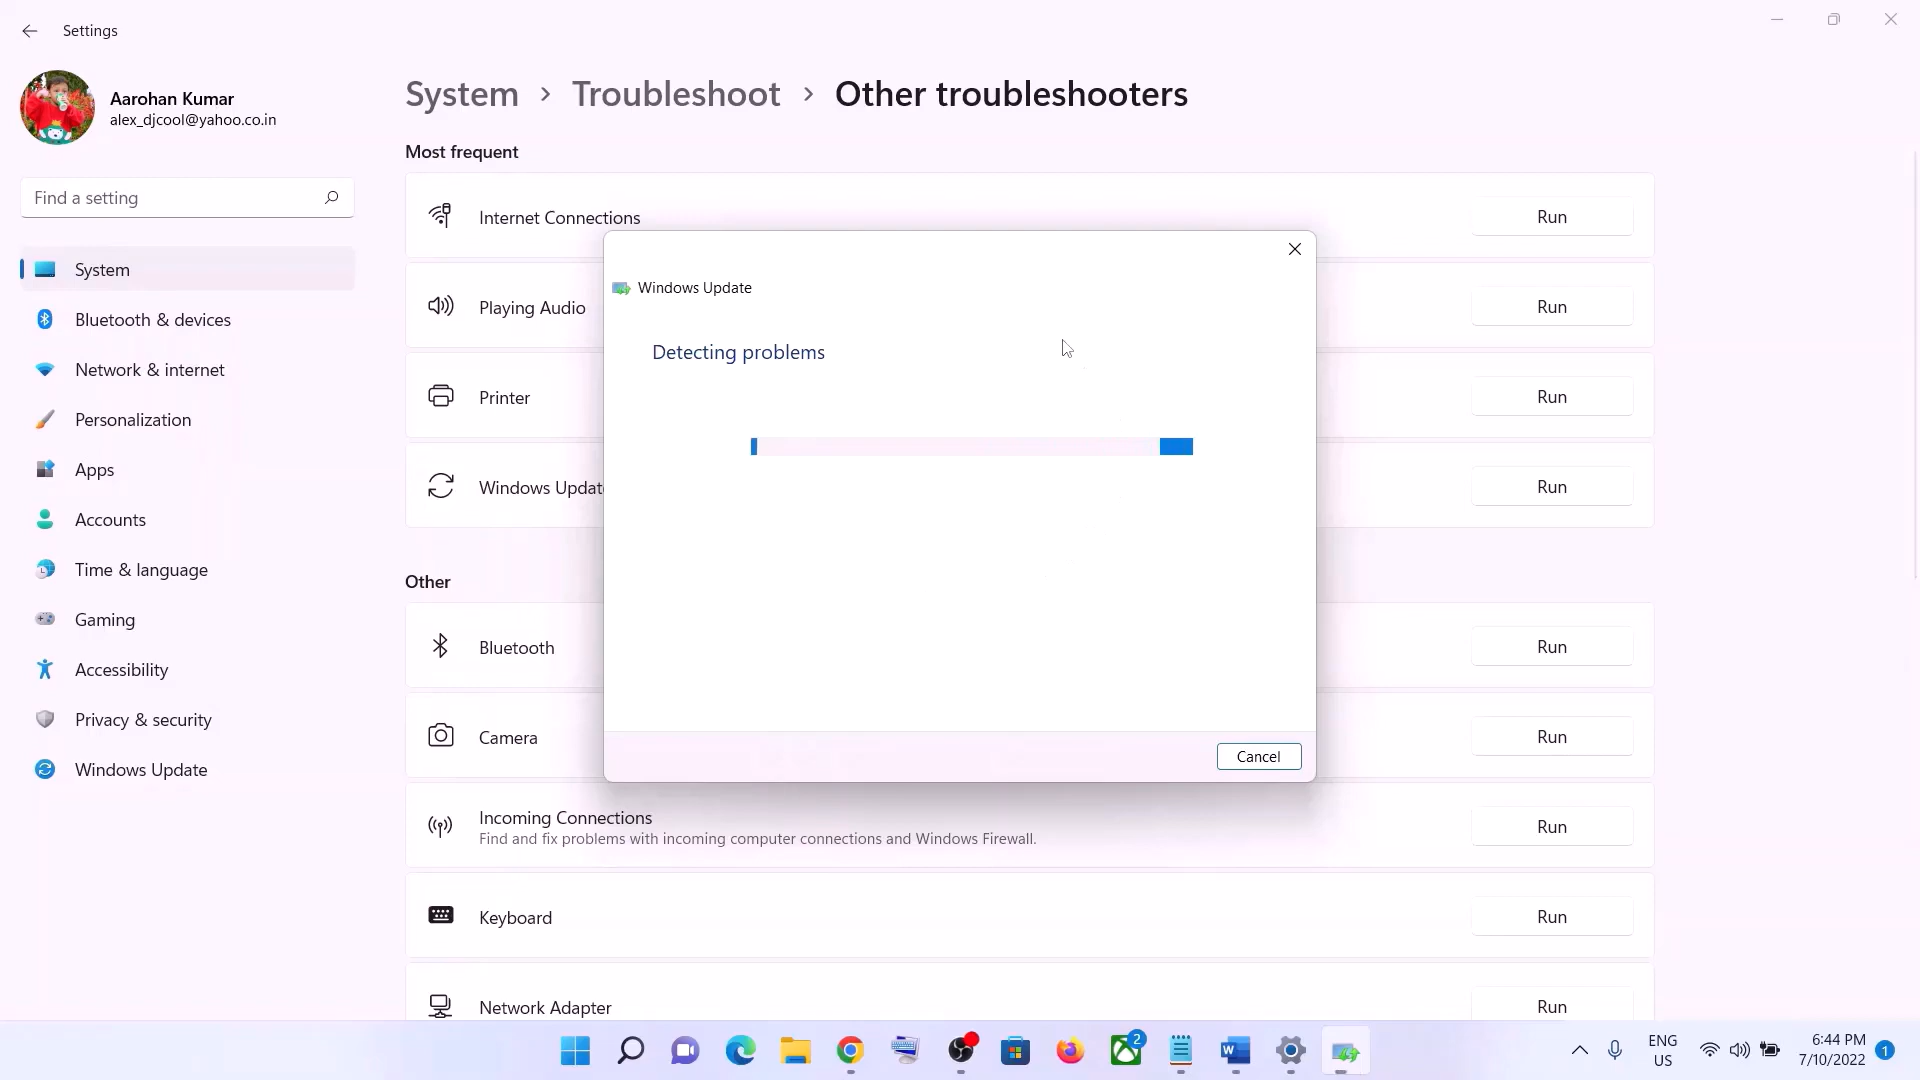 Settings
Aarohan Kumar
alex_djcool@yahoo.co.in
Find a setting
System
Bluetooth & devices
Network & internet
Personalization
Apps
Accounts
Time & language
Gaming
Accessibility
Privacy & security
Windows Update
System > Troubleshoot > Other troubleshooters
Most frequent
Internet Connections
Run
Playing Audio
Run
Printer
Run
Windows Updat
Run
Windows Update
Detecting problems
Cancel
Other
Bluetooth
Run
Camera
Run
Incoming Connections
Find and fix problems with incoming computer connections and Windows Firewall.
Run
Keyboard
Run
Network Adapter
Run
2
ENG
US
6:44 PM
7/10/2022
1